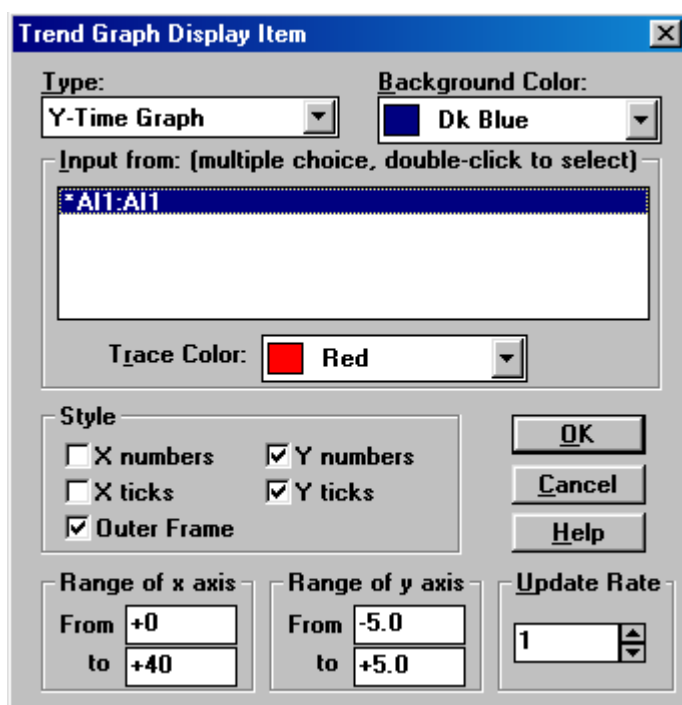 Trend Graph Display Item
Type:
Background Color:
Y-Time Graph
Dk Blue
Input from: (multiple choice, double-click to select)
*AI1:AI1
Trace Color:
Red
Style
X numbers
Y numbers
X ticks
Y ticks
Outer Frame
OK
Cancel
Help
Range of x axis
From +0
to +40
Range of y axis
From -5.0
to +5.0
Update Rate
1